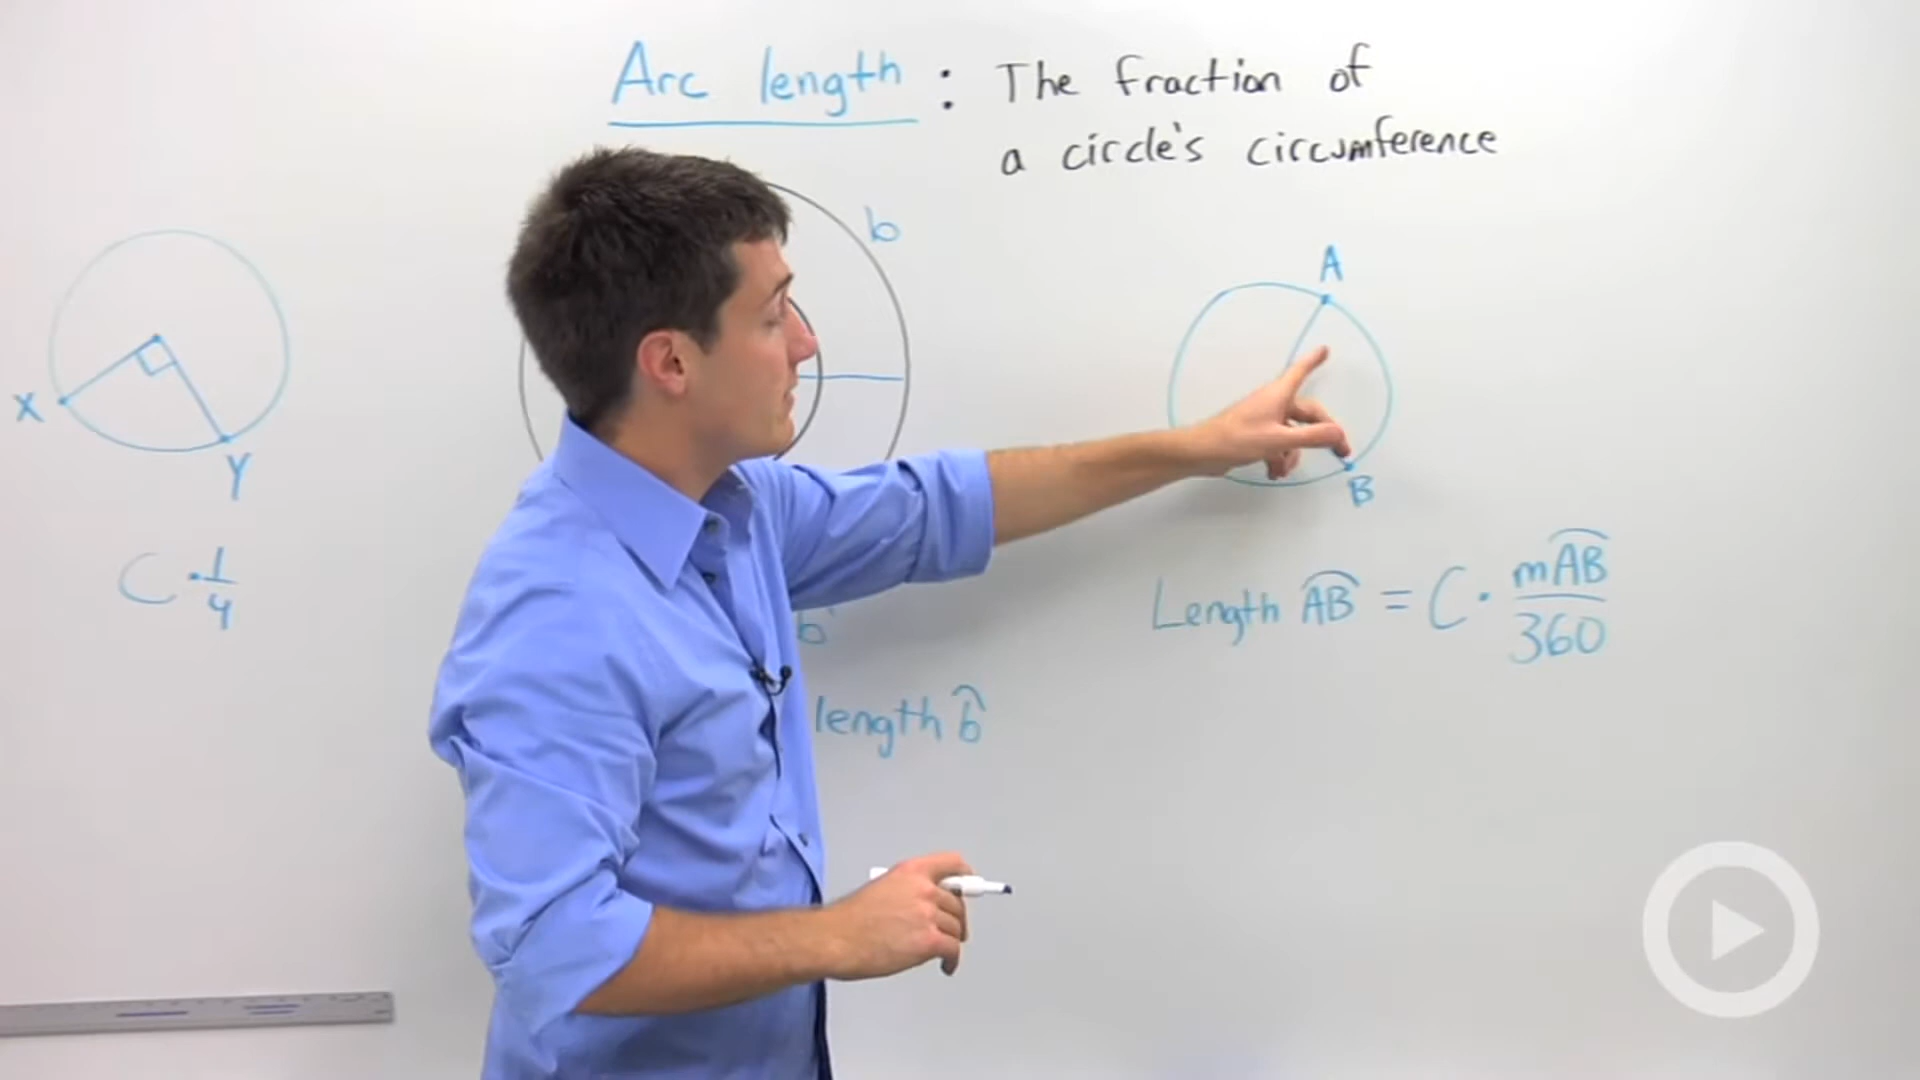 Arc length : The fraction of
a circle's circumference
b
A
X
Y
B
C · 1/4
Length AB = C · mAB/360
b
length b